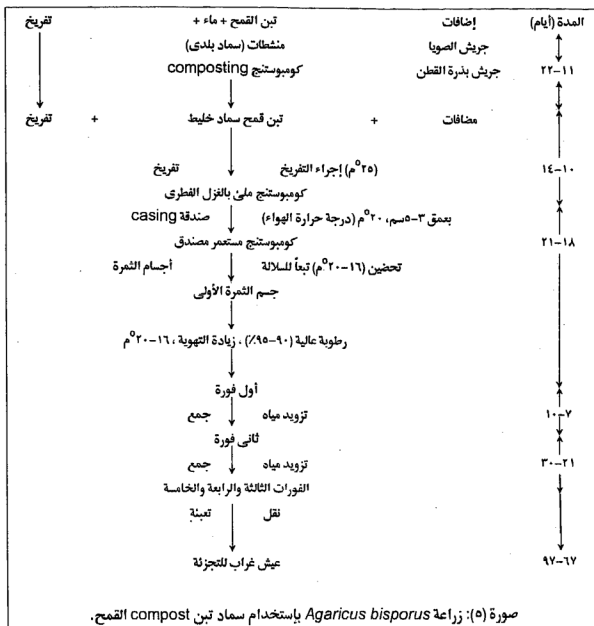 المدة (أيام) إضافات تبن القمح + ماء + تفريخ
جريش الصويا منشطات (سماد بلدى)
١١-٢٢ جريش بذرة القطن كومبوستنج composting
مضافات + تبن قمح سماد خليط + تفريخ
١٠-١٤ (٢٥°م) إجراء التفريخ تفريخ
كومبوستنج ملئ بالغزل الفطرى
بعمق ٣-٥سم، ٢٠°م (درجة حرارة الهواء) صندقة casing
١٨-٢١ كومبوستنج مستعمر مصندق
تحضين (١٦-٢٠°م) تبعاً للسلالة أجسام الثمرة
جسم الثمرة الأولى
رطوبة عالية (٩٠-٩٥٪)، زيادة التهوية، ١٦-٢٠°م
أول فورة
٧-١٠ تزويد مياه جمع
ثانى فورة
٢١-٣٠ تزويد مياه جمع
الفورات الثالثة والرابعة والخامسة
نقل تعبئة
٦٧-٩٧ عيش غراب للتجزئة
صورة (٥): زراعة Agaricus bisporus بإستخدام سماد تبن compost القمح.